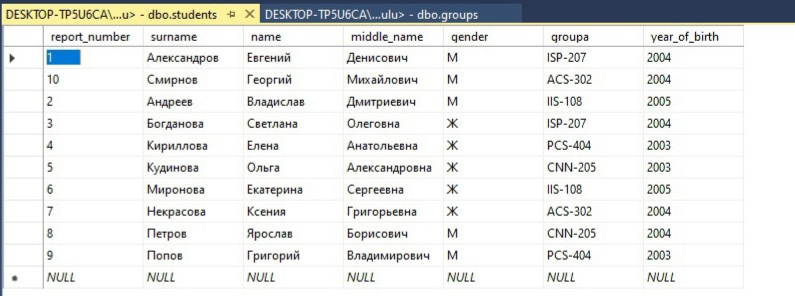 DESKTOP-TP5U6CA\...u> - dbo.students DESKTOP-TP5U6CA\...ulu> - dbo.groups
report_number surname name middle_name gender groupa year_of_birth
1 Александров Евгений Денисович М ISP-207 2004
10 Смирнов Георгий Михайлович М ACS-302 2004
2 Андреев Владислав Дмитриевич М IIS-108 2005
3 Богданова Светлана Олеговна Ж ISP-207 2004
4 Кириллова Елена Анатольевна Ж PCS-404 2003
5 Кудинова Ольга Александровна Ж CNN-205 2003
6 Миронова Екатерина Сергеевна Ж IIS-108 2005
7 Некрасова Ксения Григорьевна Ж ACS-302 2004
8 Петров Ярослав Борисович М CNN-205 2004
9 Попов Григорий Владимирович М PCS-404 2003
NULL NULL NULL NULL NULL NULL NULL